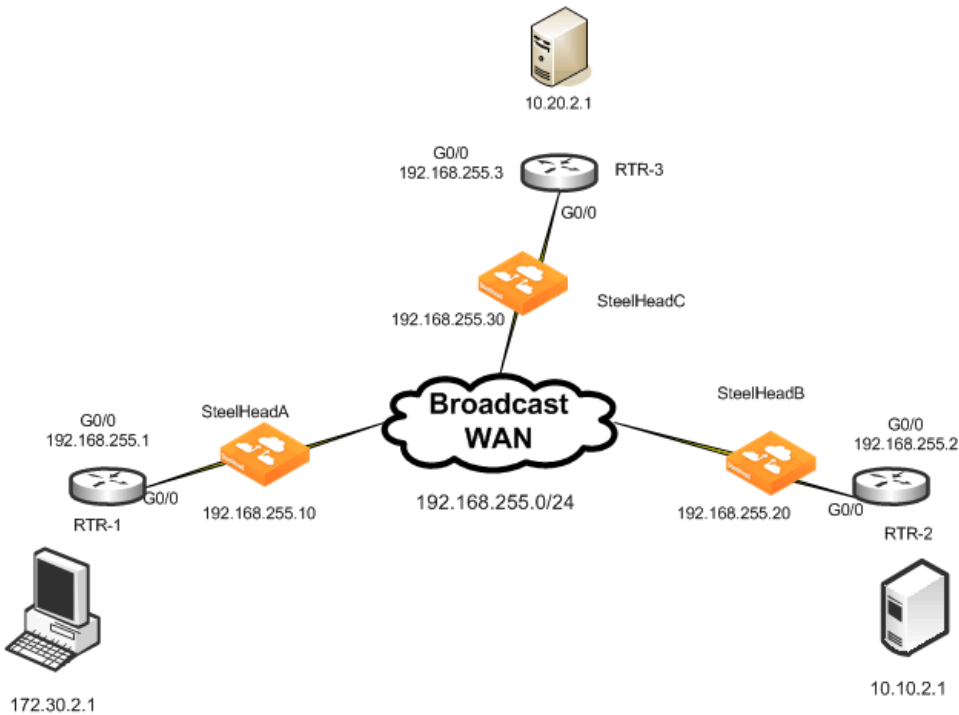 10.20.2.1
G0/0
192.168.255.3
RTR-3
G0/0
SteelHeadC
192.168.255.30
Broadcast
WAN
192.168.255.0/24
SteelHeadA
G0/0
192.168.255.1
G0/0
RTR-1
192.168.255.10
172.30.2.1
SteelHeadB
G0/0
192.168.255.2
192.168.255.20
G0/0
RTR-2
10.10.2.1